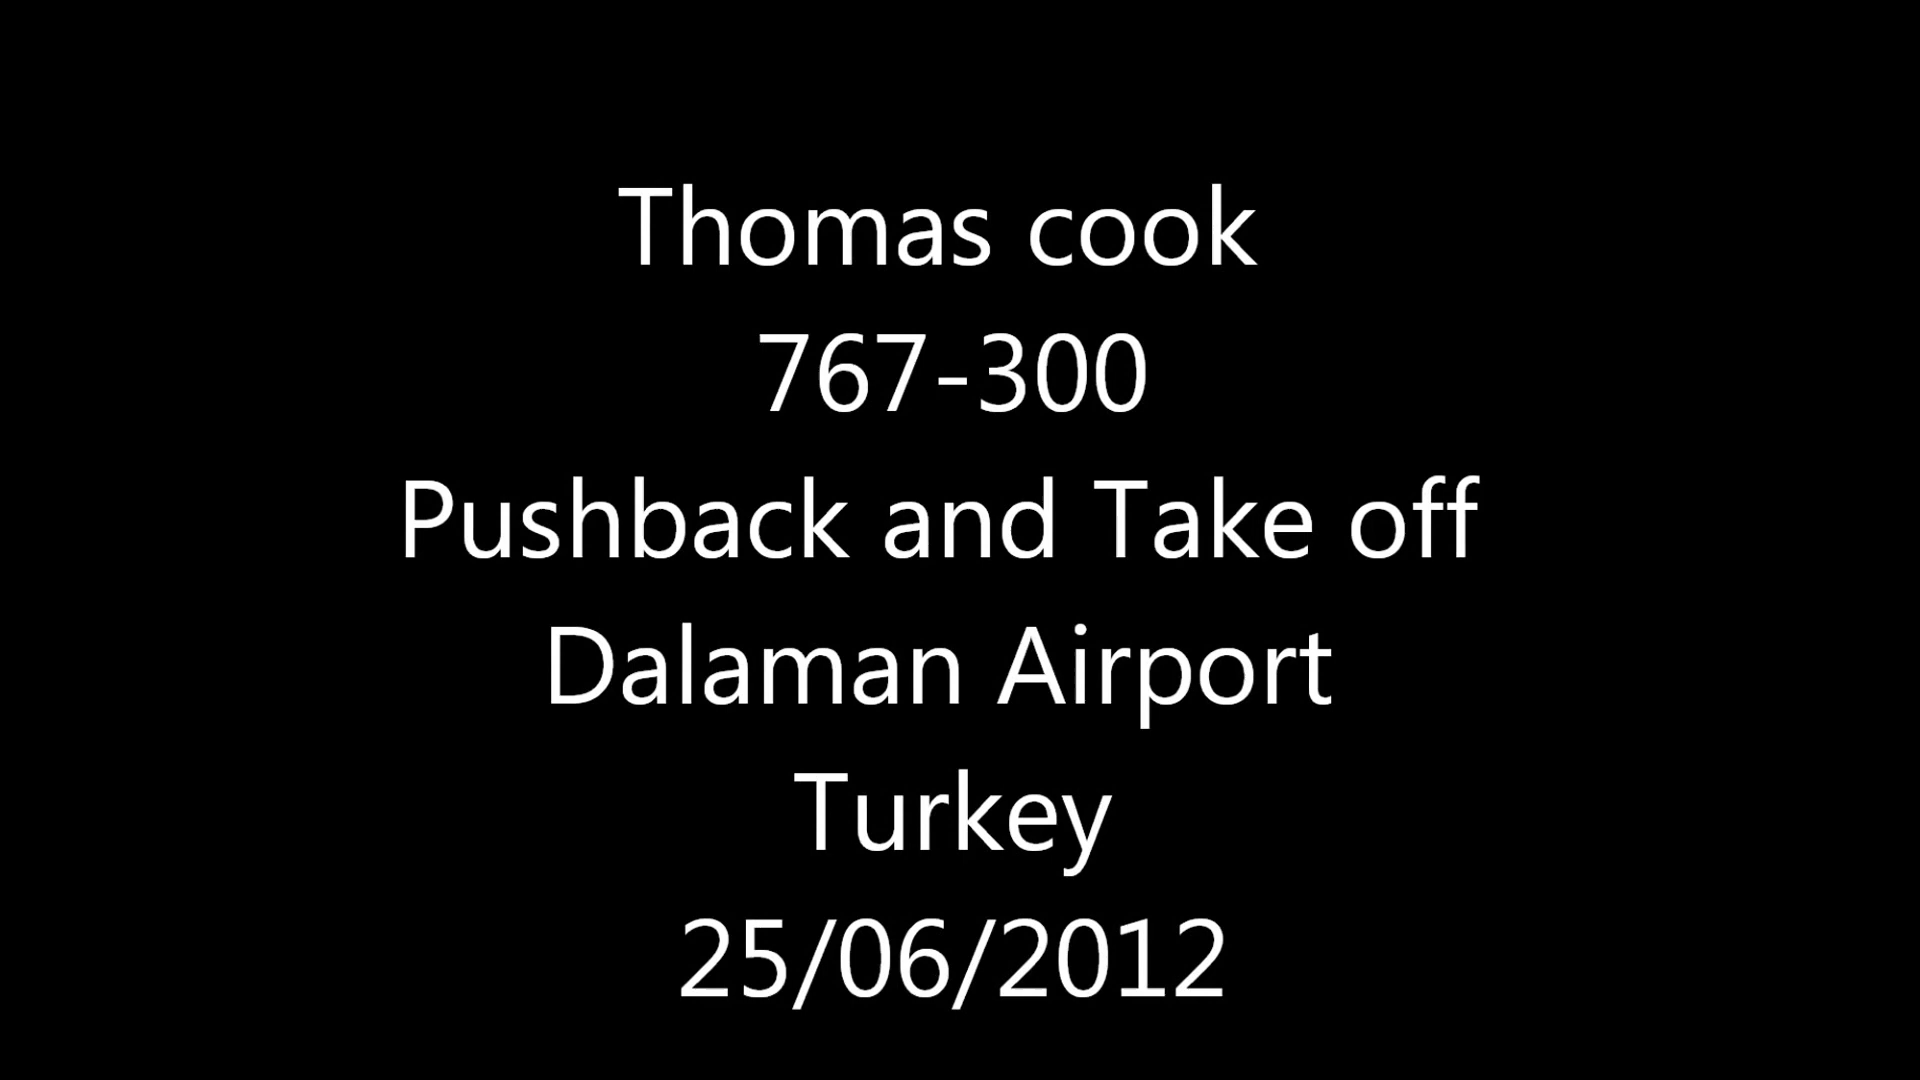 Thomas cook
767-300
Pushback and Take off
Dalaman Airport
Turkey
25/06/2012